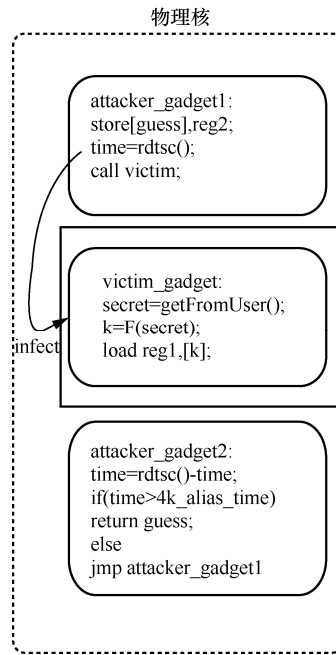 物理核
attacker_gadget1:
store[guess],reg2;
time=rdtsc();
call victim;
victim_gadget:
secret=getFromUser();
k=F(secret);
load reg1,[k];
infect
attacker_gadget2:
time=rdtsc()-time;
if(time>4k_alias_time)
return guess;
else
jmp attacker_gadget1